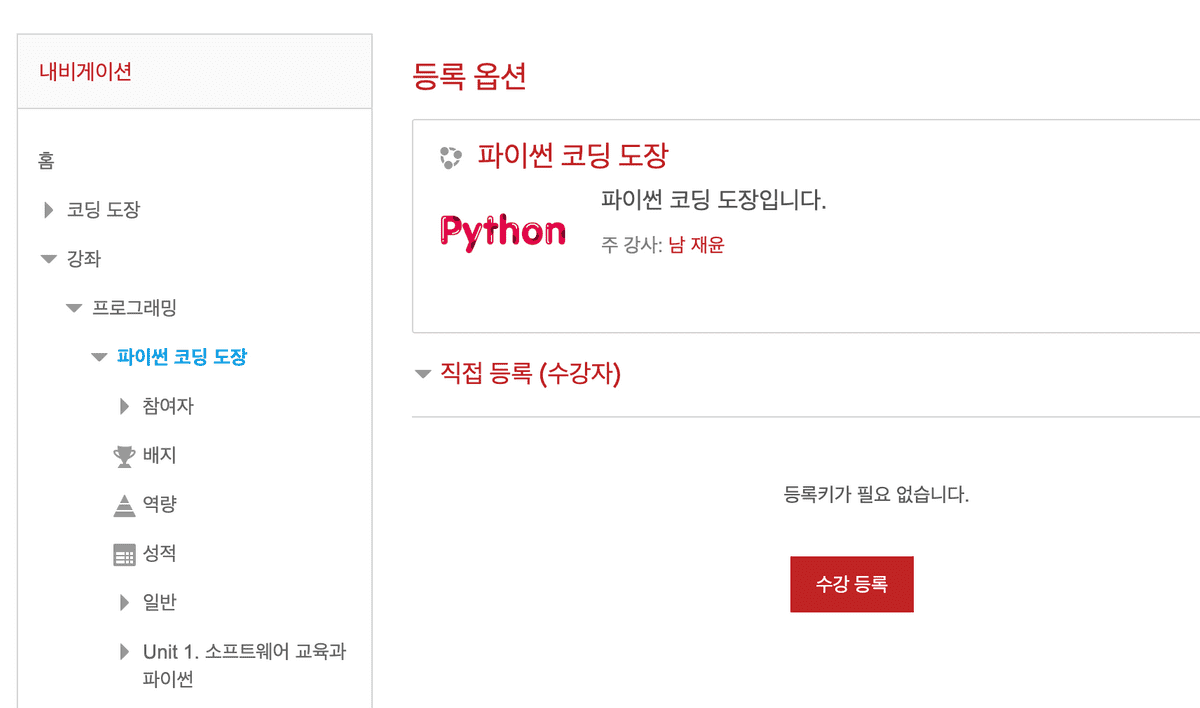 내비게이션
홈
코딩 도장
강좌
프로그래밍
파이썬 코딩 도장
참여자
배지
역량
성적
일반
Unit 1. 소프트웨어 교육과
파이썬
등록 옵션
파이썬 코딩 도장
Python
파이썬 코딩 도장입니다.
주 강사: 남 재윤
직접 등록 (수강자)
등록키가 필요 없습니다.
수강 등록